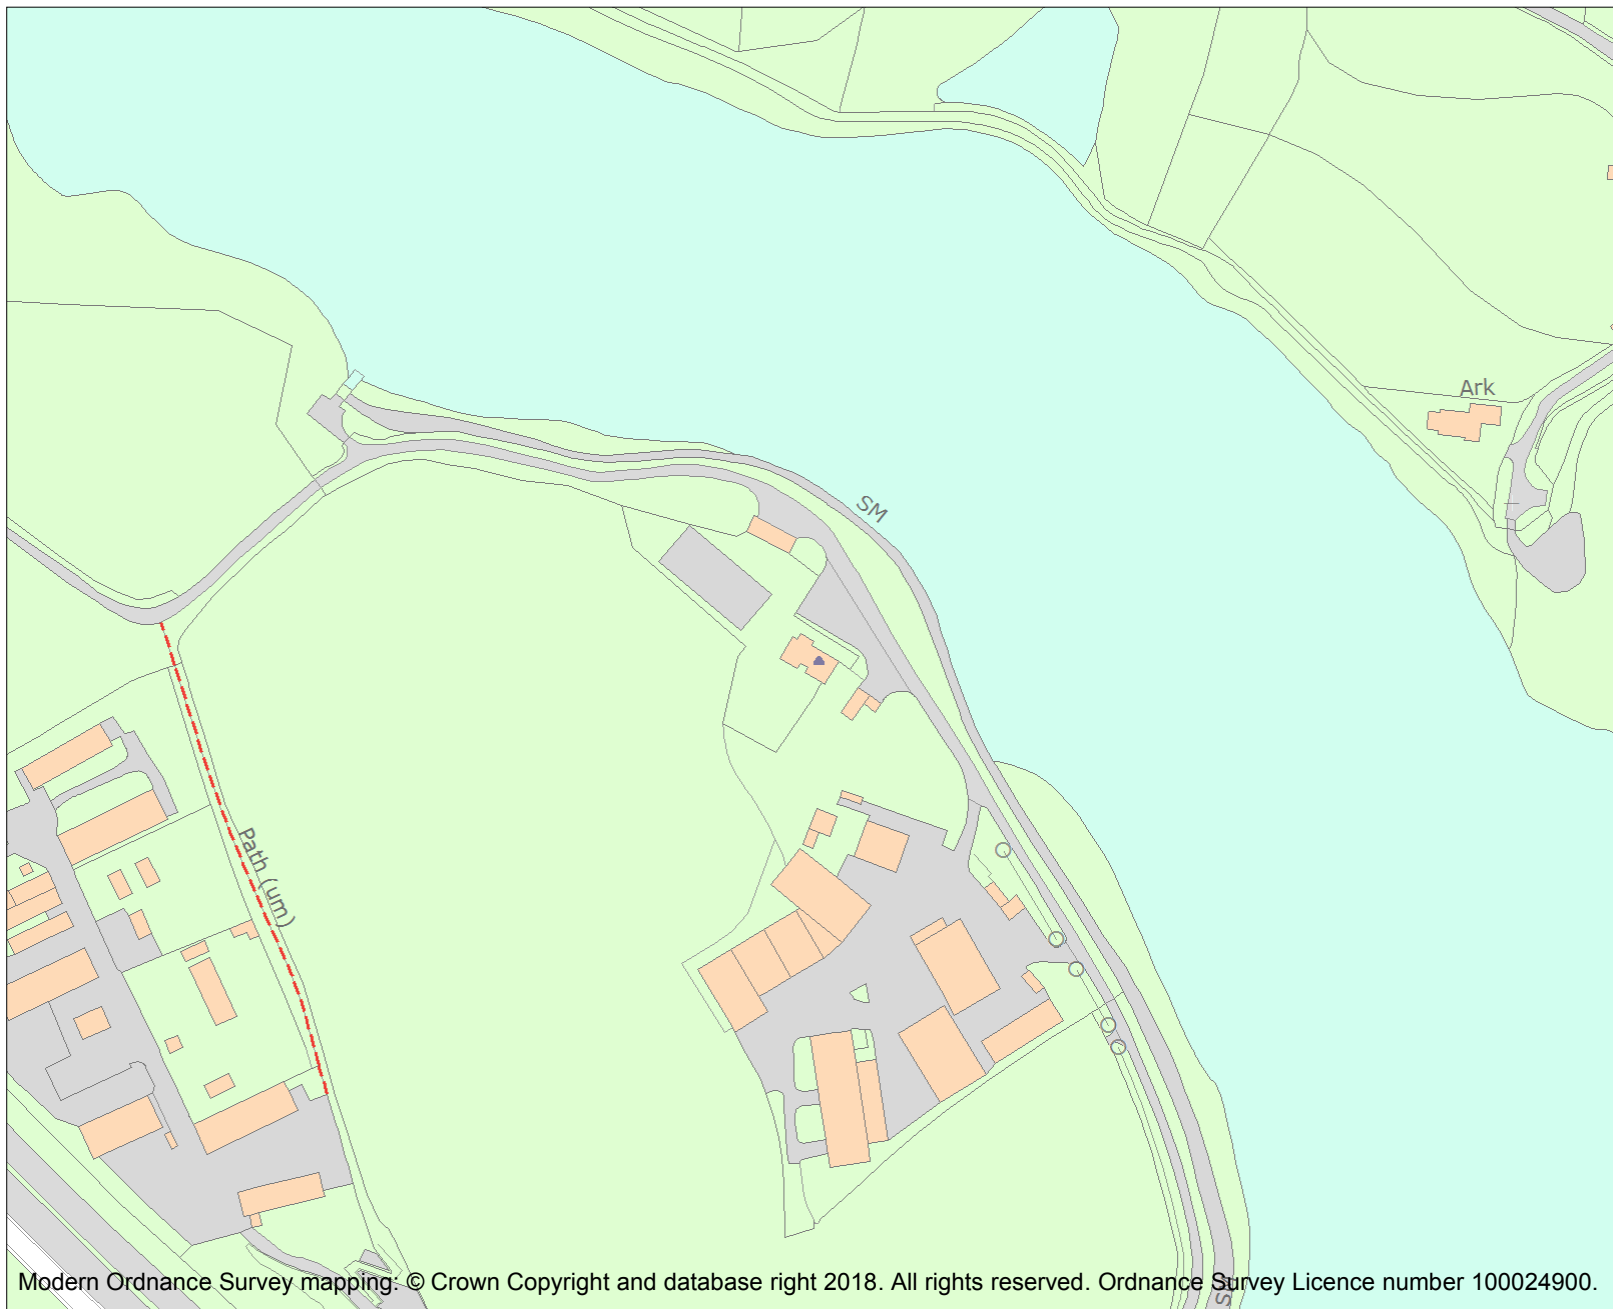 Ark
SM
Path (um)
Modern Ordnance Survey mapping: © Crown Copyright and database right 2018. All rights reserved. Ordnance Survey Licence number 100024900.